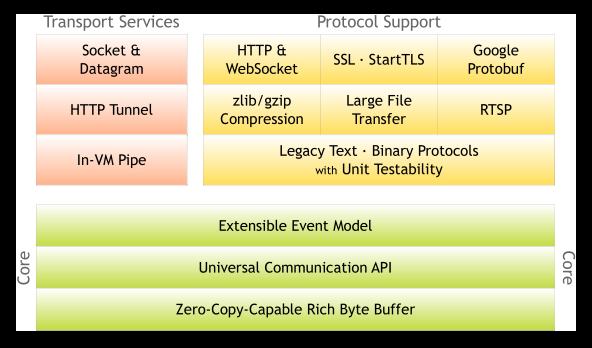 Transport Services
Protocol Support
Socket &
Datagram
HTTP Tunnel
In-VM Pipe
HTTP &
WebSocket
SSL · StartTLS
Google
Protobuf
zlib/gzip
Compression
Large File
Transfer
RTSP
Legacy Text · Binary Protocols
with Unit Testability
Core
Extensible Event Model
Universal Communication API
Zero-Copy-Capable Rich Byte Buffer
Core